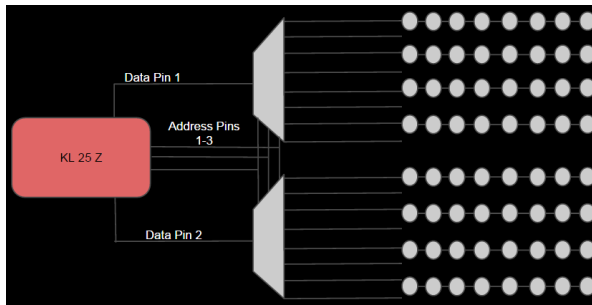 Data Pin 1
Address Pins
1-3
KL 25 Z
Data Pin 2